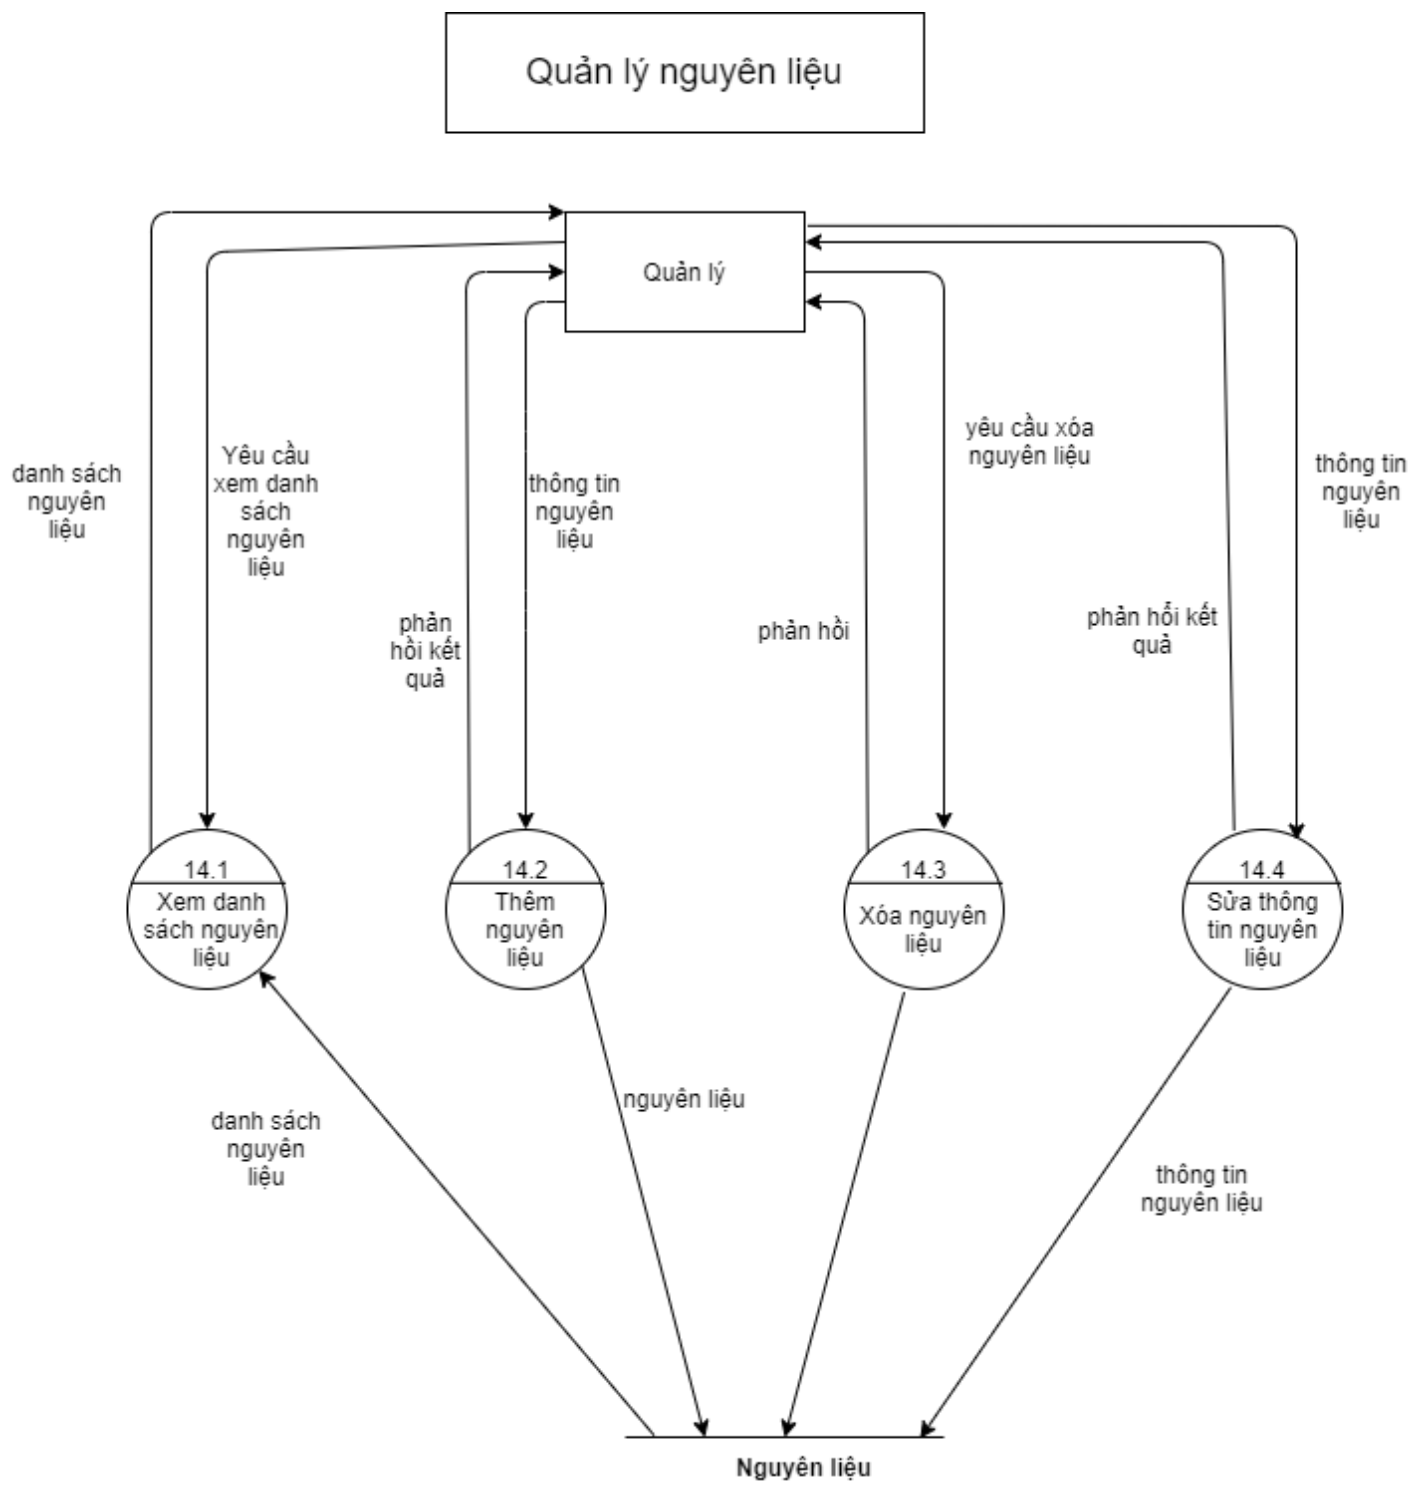 Quản lý nguyên liệu
Quản lý
danh sách
nguyên
liệu
Yêu cầu
xem danh
sách
nguyên
liệu
phản
hồi kết
quả
thông tin
nguyên
liệu
phản hồi
yêu cầu xóa
nguyên liệu
phản hổi kết
quả
thông tin
nguyên
liệu
14.1
Xem danh
sách nguyên
liệu
14.2
Thêm
nguyên
liệu
14.3
Xóa nguyên
liệu
14.4
Sửa thông
tin nguyên
liệu
danh sách
nguyên
liệu
nguyên liệu
thông tin
nguyên liệu
Nguyên liệu